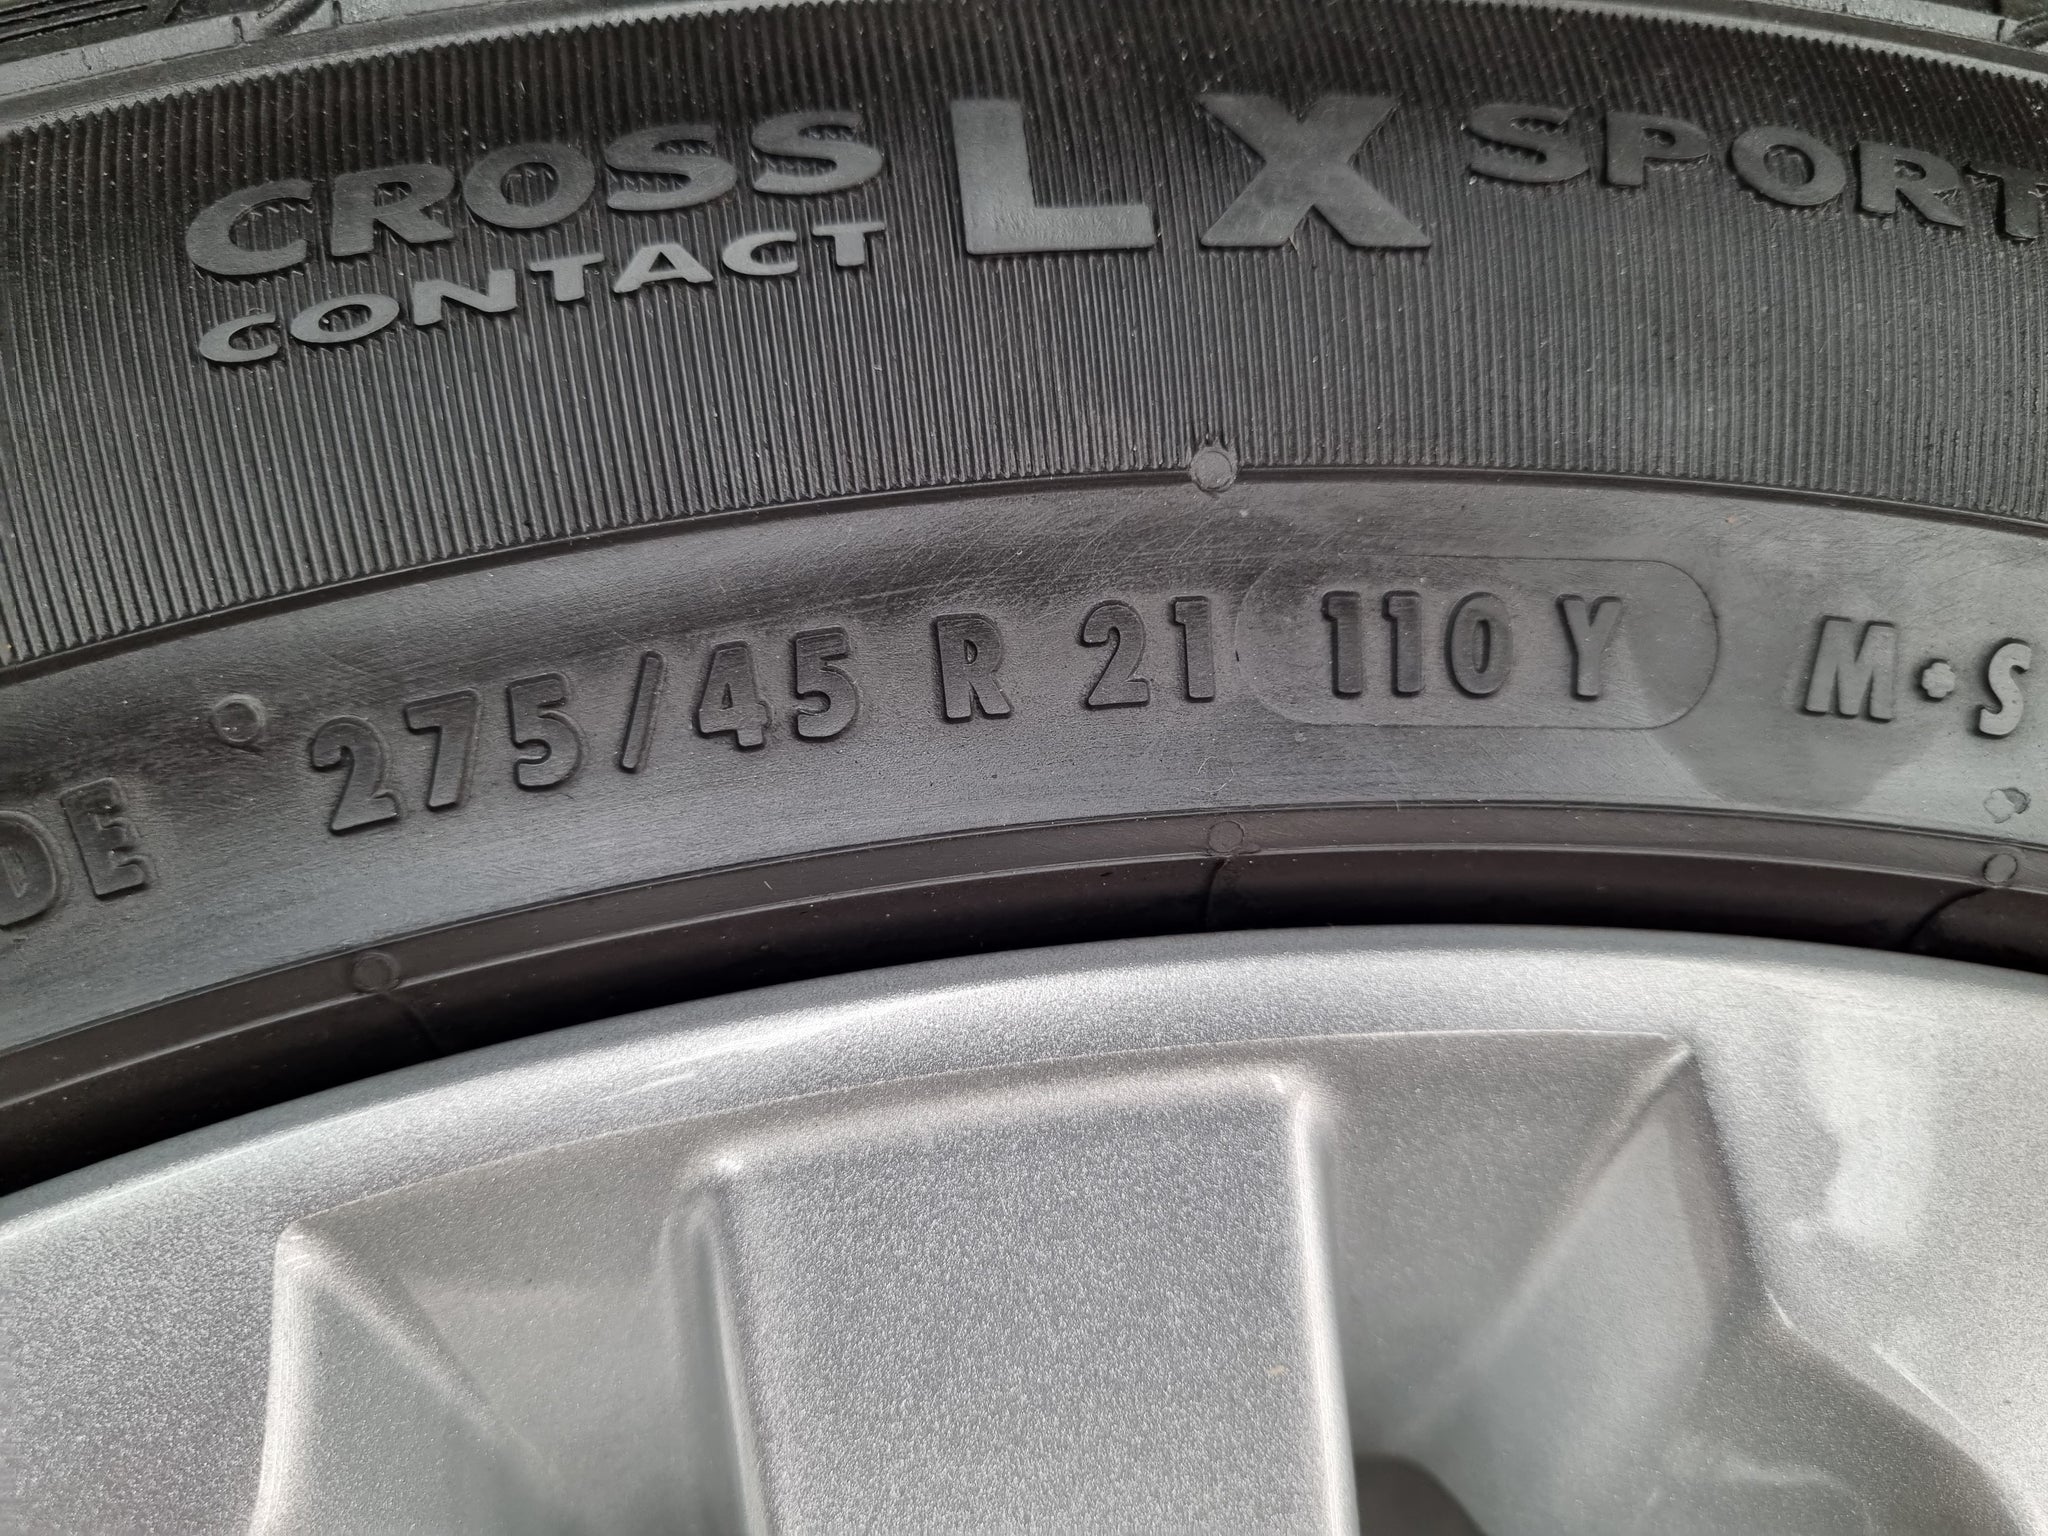 CROSS
CONTACT
LX SPORT
DE 275/45 R 21 110 Y M·S